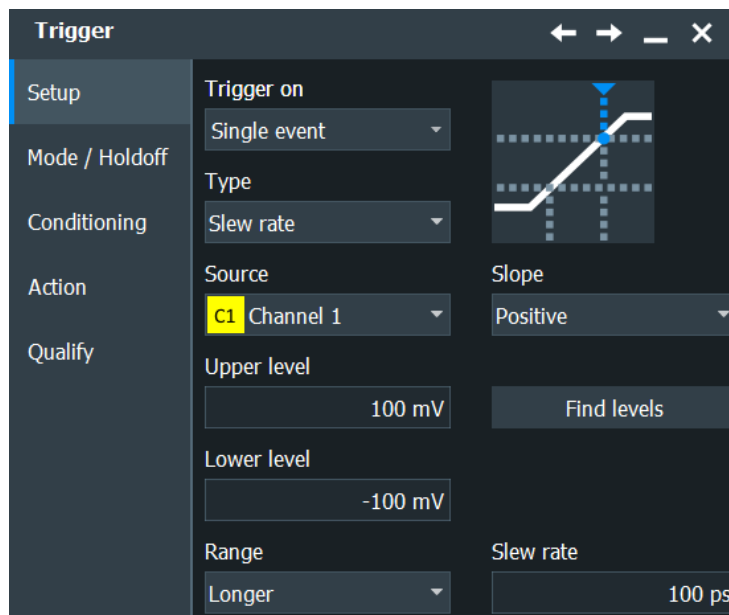 Trigger
Setup
Mode / Holdoff
Conditioning
Action
Qualify
Trigger on
Single event
Type
Slew rate
Source
Slope
C1 Channel 1
Positive
Upper level
100 mV
Find levels
Lower level
-100 mV
Range
Slew rate
Longer
100 ps